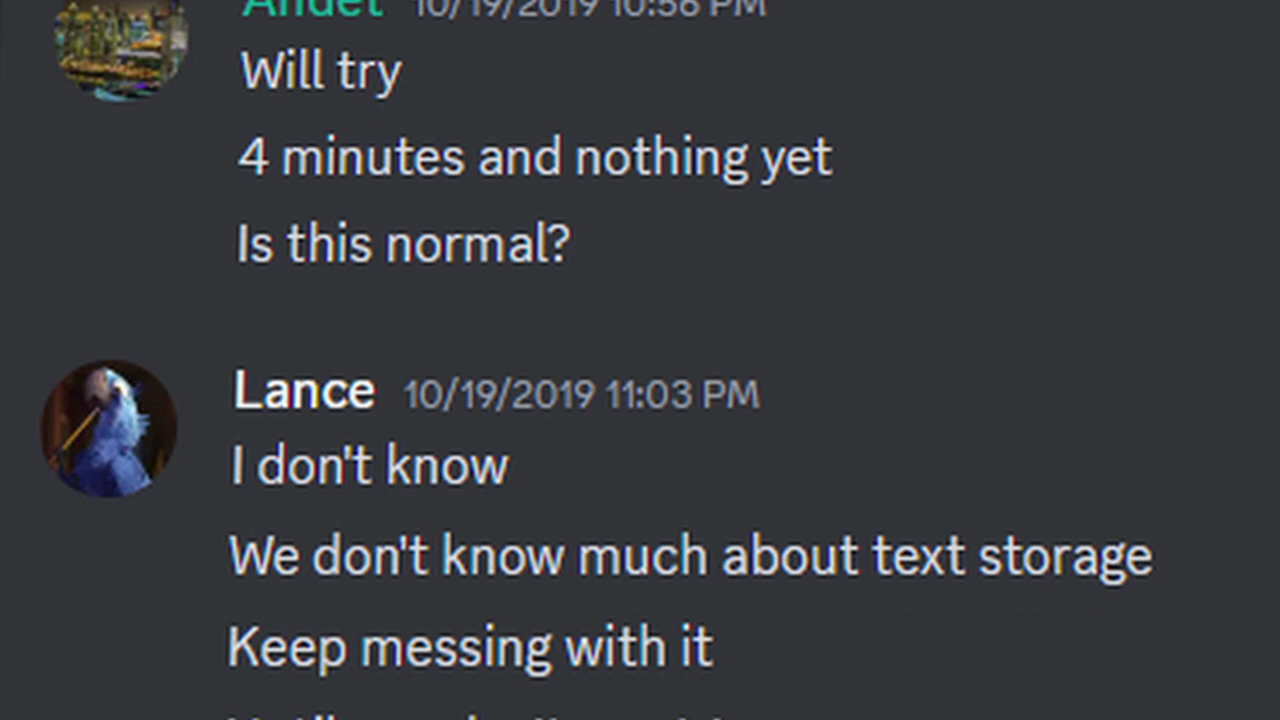 Andet 10/19/2019 10:58 PM
Will try
4 minutes and nothing yet
Is this normal?
Lance 10/19/2019 11:03 PM
I don't know
We don't know much about text storage
Keep messing with it